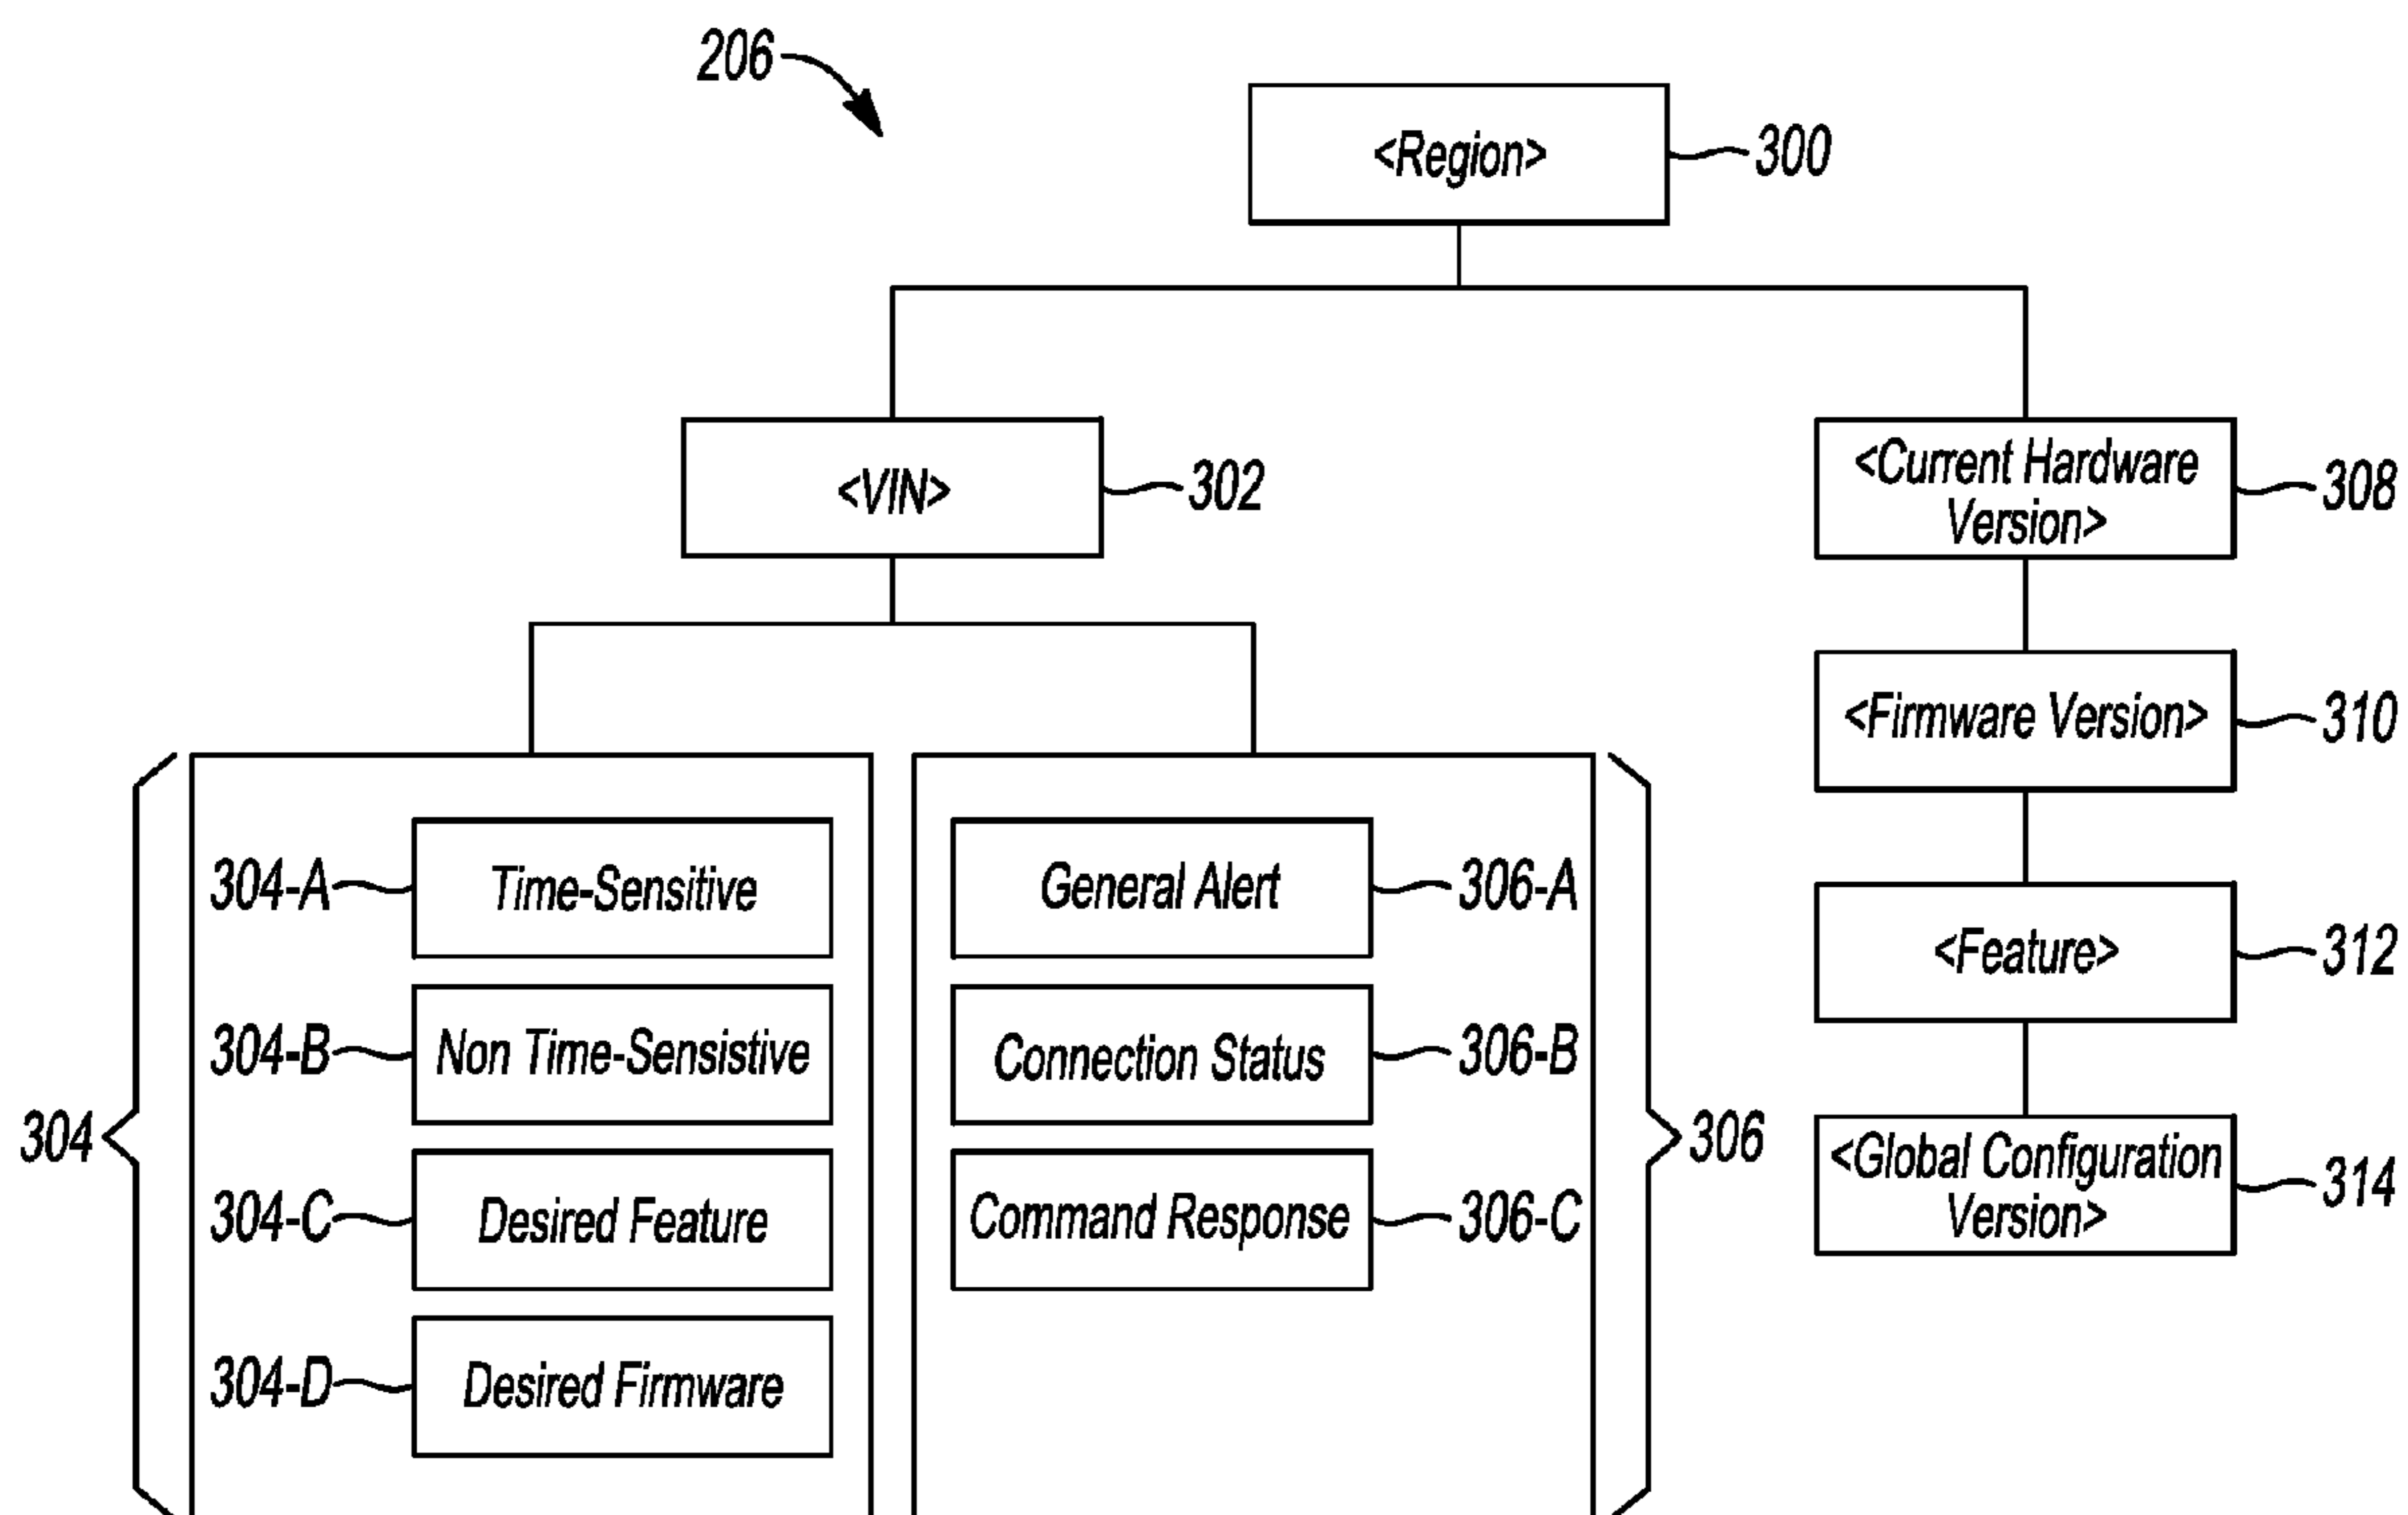 206
<Region>
300
<VIN>
302
<Current Hardware
Version>
308
<Firmware Version>
310
304-A
Time-Sensitive
General Alert
306-A
<Feature>
312
304-B
Non Time-Sensistive
Connection Status
306-B
304
306
<Global Configuration
Version>
314
304-C
Desired Feature
Command Response
306-C
304-D
Desired Firmware